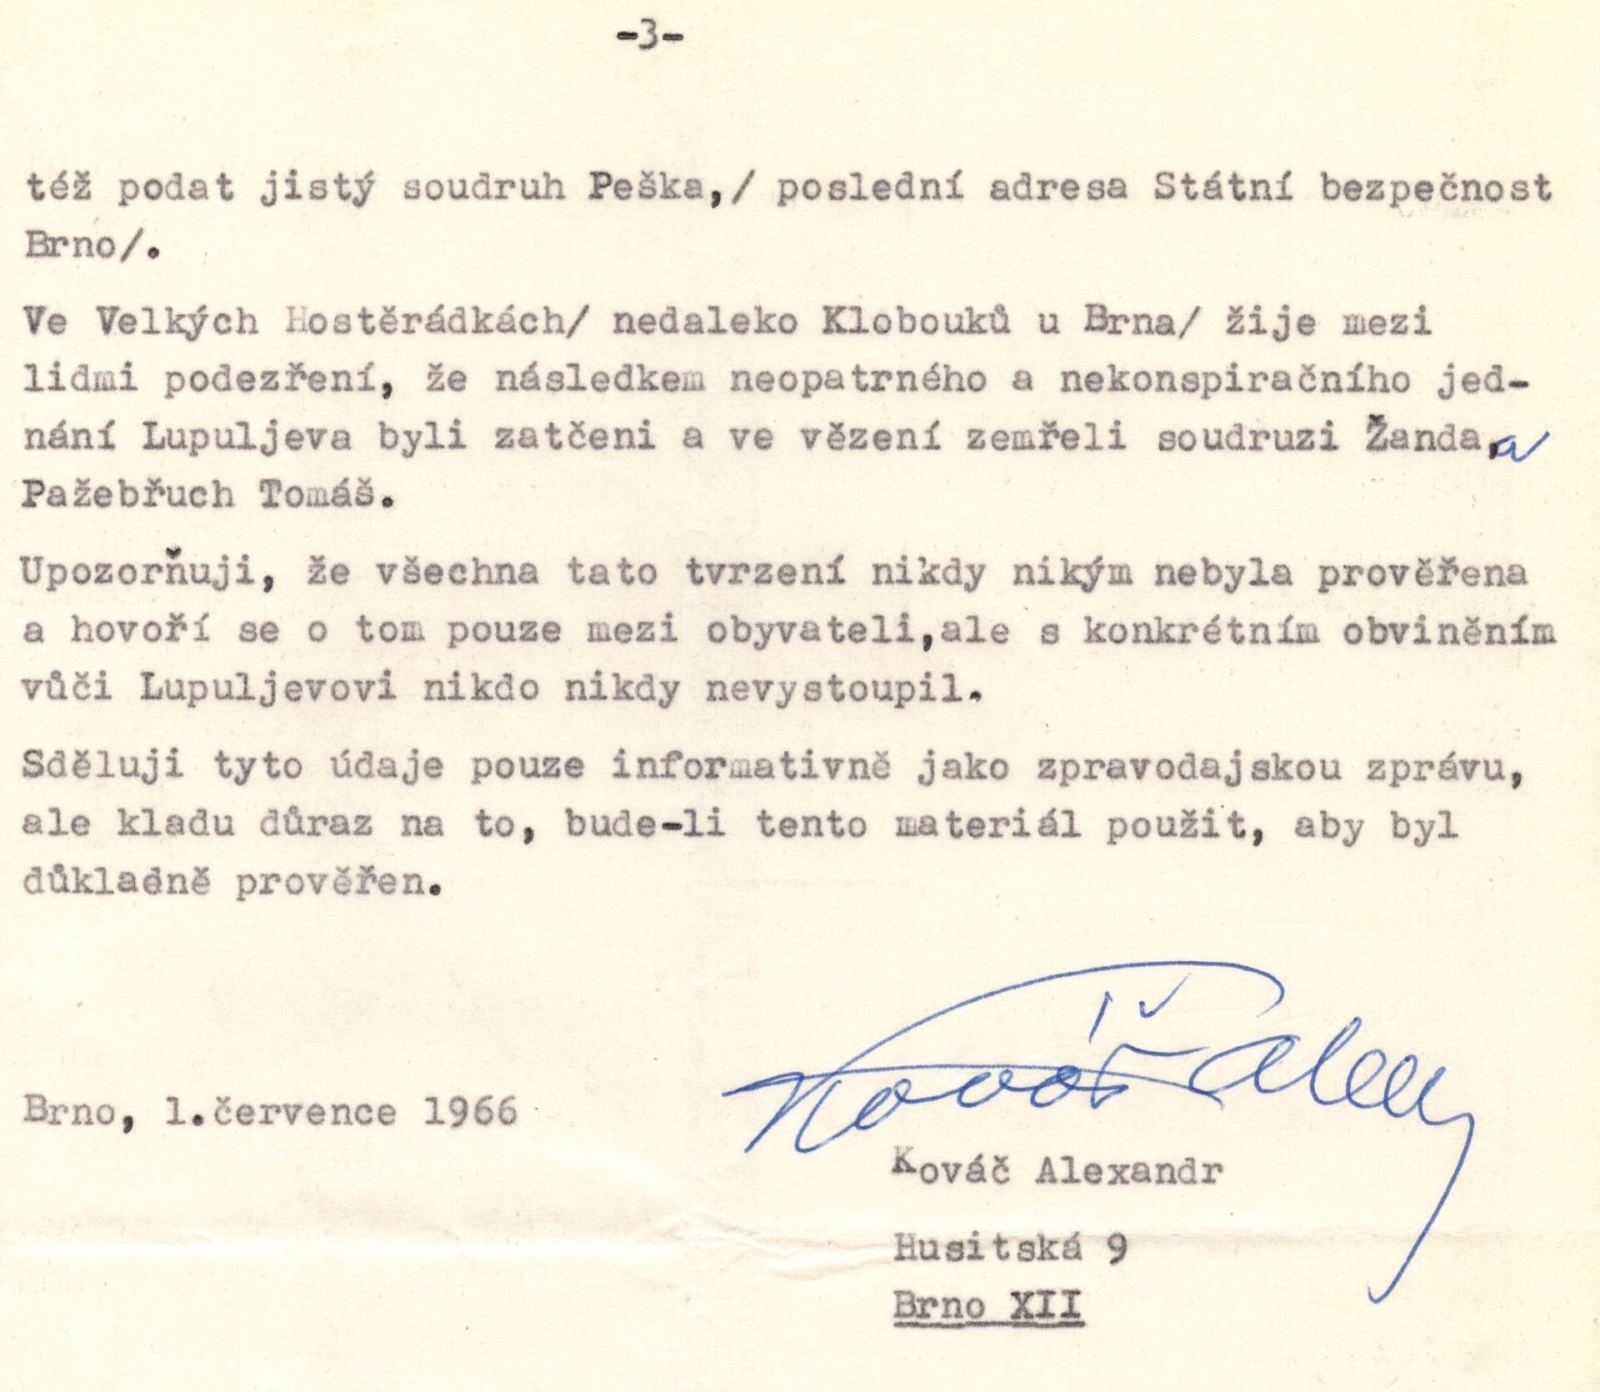 -3-
též podat jistý soudruh Peška,/ poslední adresa Státní bezpečnost
Brno/.
Ve Velkých Hostěrádkách/ nedaleko Klobouků u Brna/ žije mezi
lidmi podezření, že následkem neopatrného a nekonspiračního jed-
nání Lupuljeva byli zatčeni a ve vězení zemřeli soudruzi Žanda, a
Pažebřuch Tomáš.
Upozorňuji, že všechna tato tvrzení nikdy nikým nebyla prověřena
a hovoří se o tom pouze mezi obyvateli,ale s konkrétním obviněním
vůči Lupuljevovi nikdo nikdy nevystoupil.
Sděluji tyto údaje pouze informativně jako zpravodajskou zprávu,
ale kladu důraz na to, bude-li tento materiál použit, aby byl
důkladně prověřen.
Kováč Alex
Brno, 1.července 1966
Kováč Alexandr
Husitská 9
Brno XII